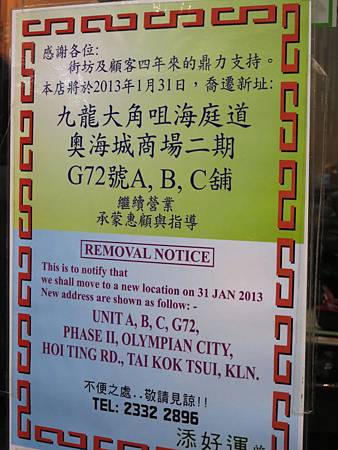 感謝各位:
街坊及顧客四年來的鼎力支持。
本店將於2013年1月31日，喬遷新址:
九龍大角咀海庭道
奧海城商場二期
G72號A, B, C舖
繼續營業
承蒙惠顧與指導
REMOVAL NOTICE
This is to notify that
we shall move to a new location on 31 JAN 2013
New address are shown as follow: -
UNIT A, B, C, G72,
PHASE II, OLYMPIAN CITY,
HOI TING RD., TAI KOK TSUI, KLN.
不便之處..敬請見諒!!
TEL: 2332 2896
添好運